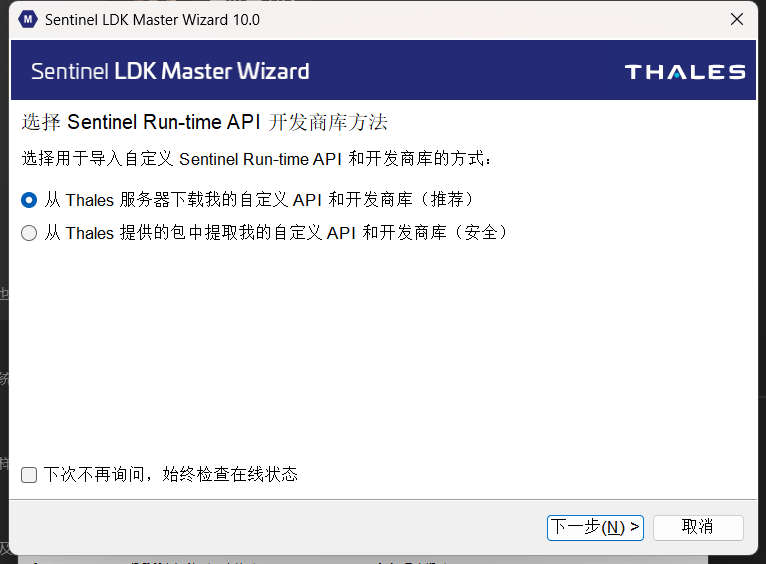 M Sentinel LDK Master Wizard 10.0
Sentinel LDK Master Wizard THALES
选择 Sentinel Run-time API 开发商库方法
选择用于导入自定义 Sentinel Run-time API 和开发商库的方式:
从 Thales 服务器下载我的自定义 API 和开发商库（推荐）
从 Thales 提供的包中提取我的自定义 API 和开发商库（安全）
下次不再询问，始终检查在线状态
下一步(N) > 取消